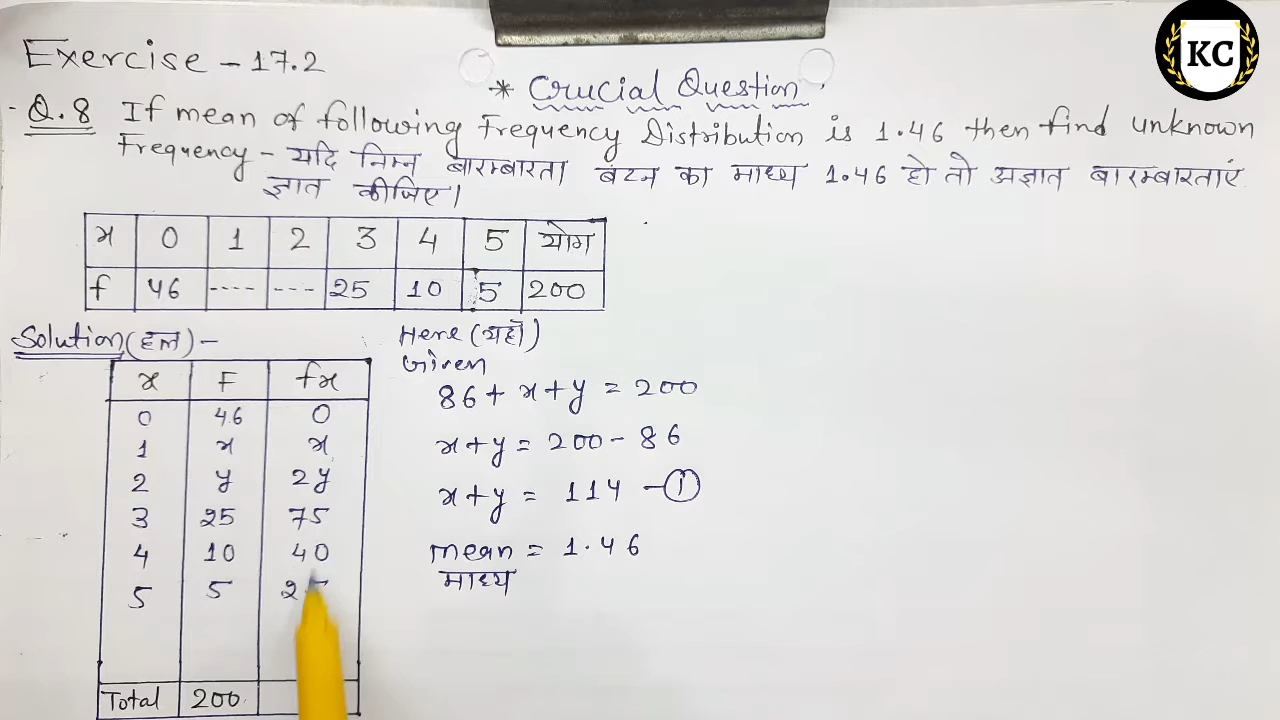 KC
Exercise - 17.2
* Crucial Question
Q.8 If mean of following Frequency Distribution is 1.46 then find unknown
Frequency - यदि निम्न बारम्बारता बंटन का माध्य 1.46 हो तो अज्ञात बारम्बारताएं
ज्ञात कीजिए।
x 0 1 2 3 4 5 योग
f 46 ---- --- 25 10 5 200
Solution (हल) -
x F fx
0 46 0
1 x x
2 y 2y
3 25 75
4 10 40
5 5
Total 200
Here (यहाँ)
Given
86 + x + y = 200
x + y = 200 - 86
x + y = 114 - ①
mean = 1.46
माध्य